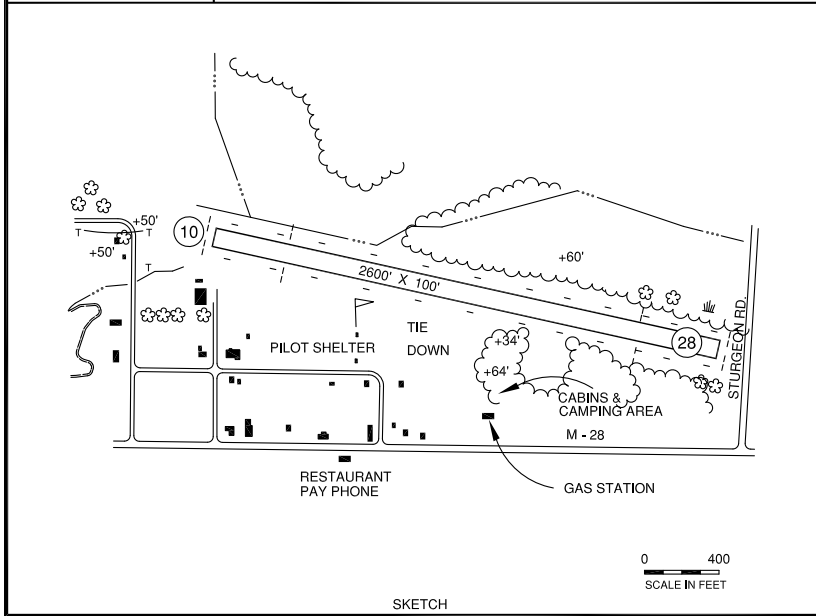 +50'
T
T
+50'
T
10
+60'
2600' X 100'
TIE
DOWN
PILOT SHELTER
+34'
28
STURGEON RD.
T
+64'
CABINS &
CAMPING AREA
M - 28
RESTAURANT
PAY PHONE
GAS STATION
0 400
SCALE IN FEET
SKETCH